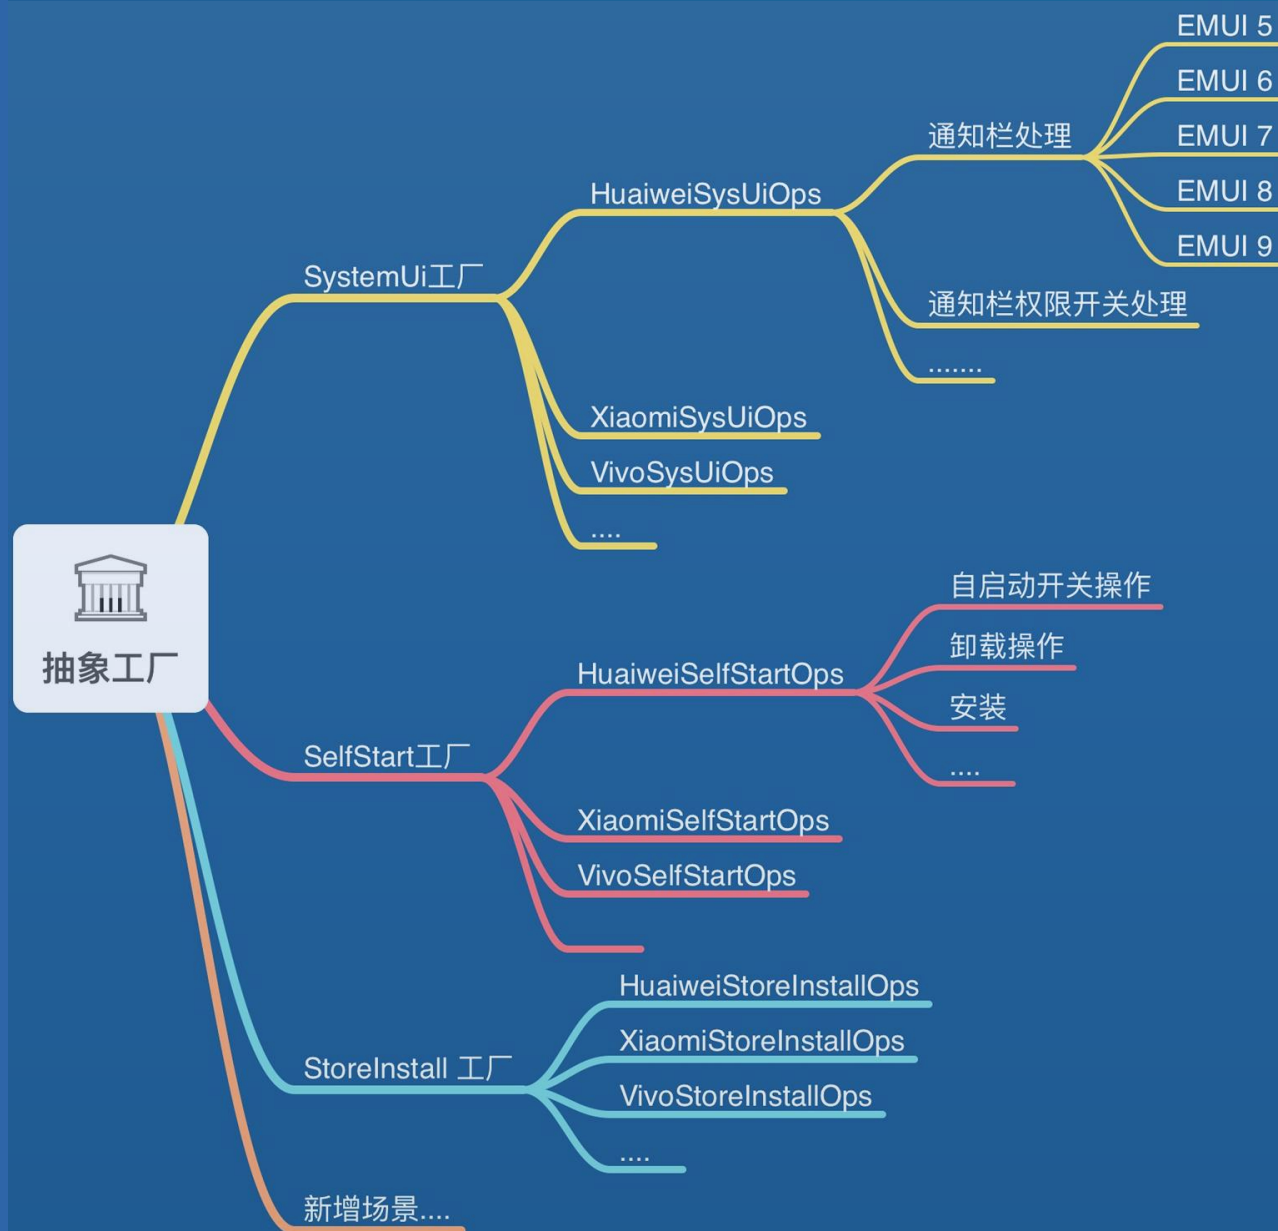 抽象工厂
SystemUi工厂
HuaiweiSysUiOps
通知栏处理
EMUI 5
EMUI 6
EMUI 7
EMUI 8
EMUI 9
通知栏权限开关处理
.......
XiaomiSysUiOps
VivoSysUiOps
....
SelfStart工厂
HuaiweiSelfStartOps
自启动开关操作
卸载操作
安装
....
XiaomiSelfStartOps
VivoSelfStartOps
StoreInstall 工厂
HuaiweiStoreInstallOps
XiaomiStoreInstallOps
VivoStoreInstallOps
....
新增场景....